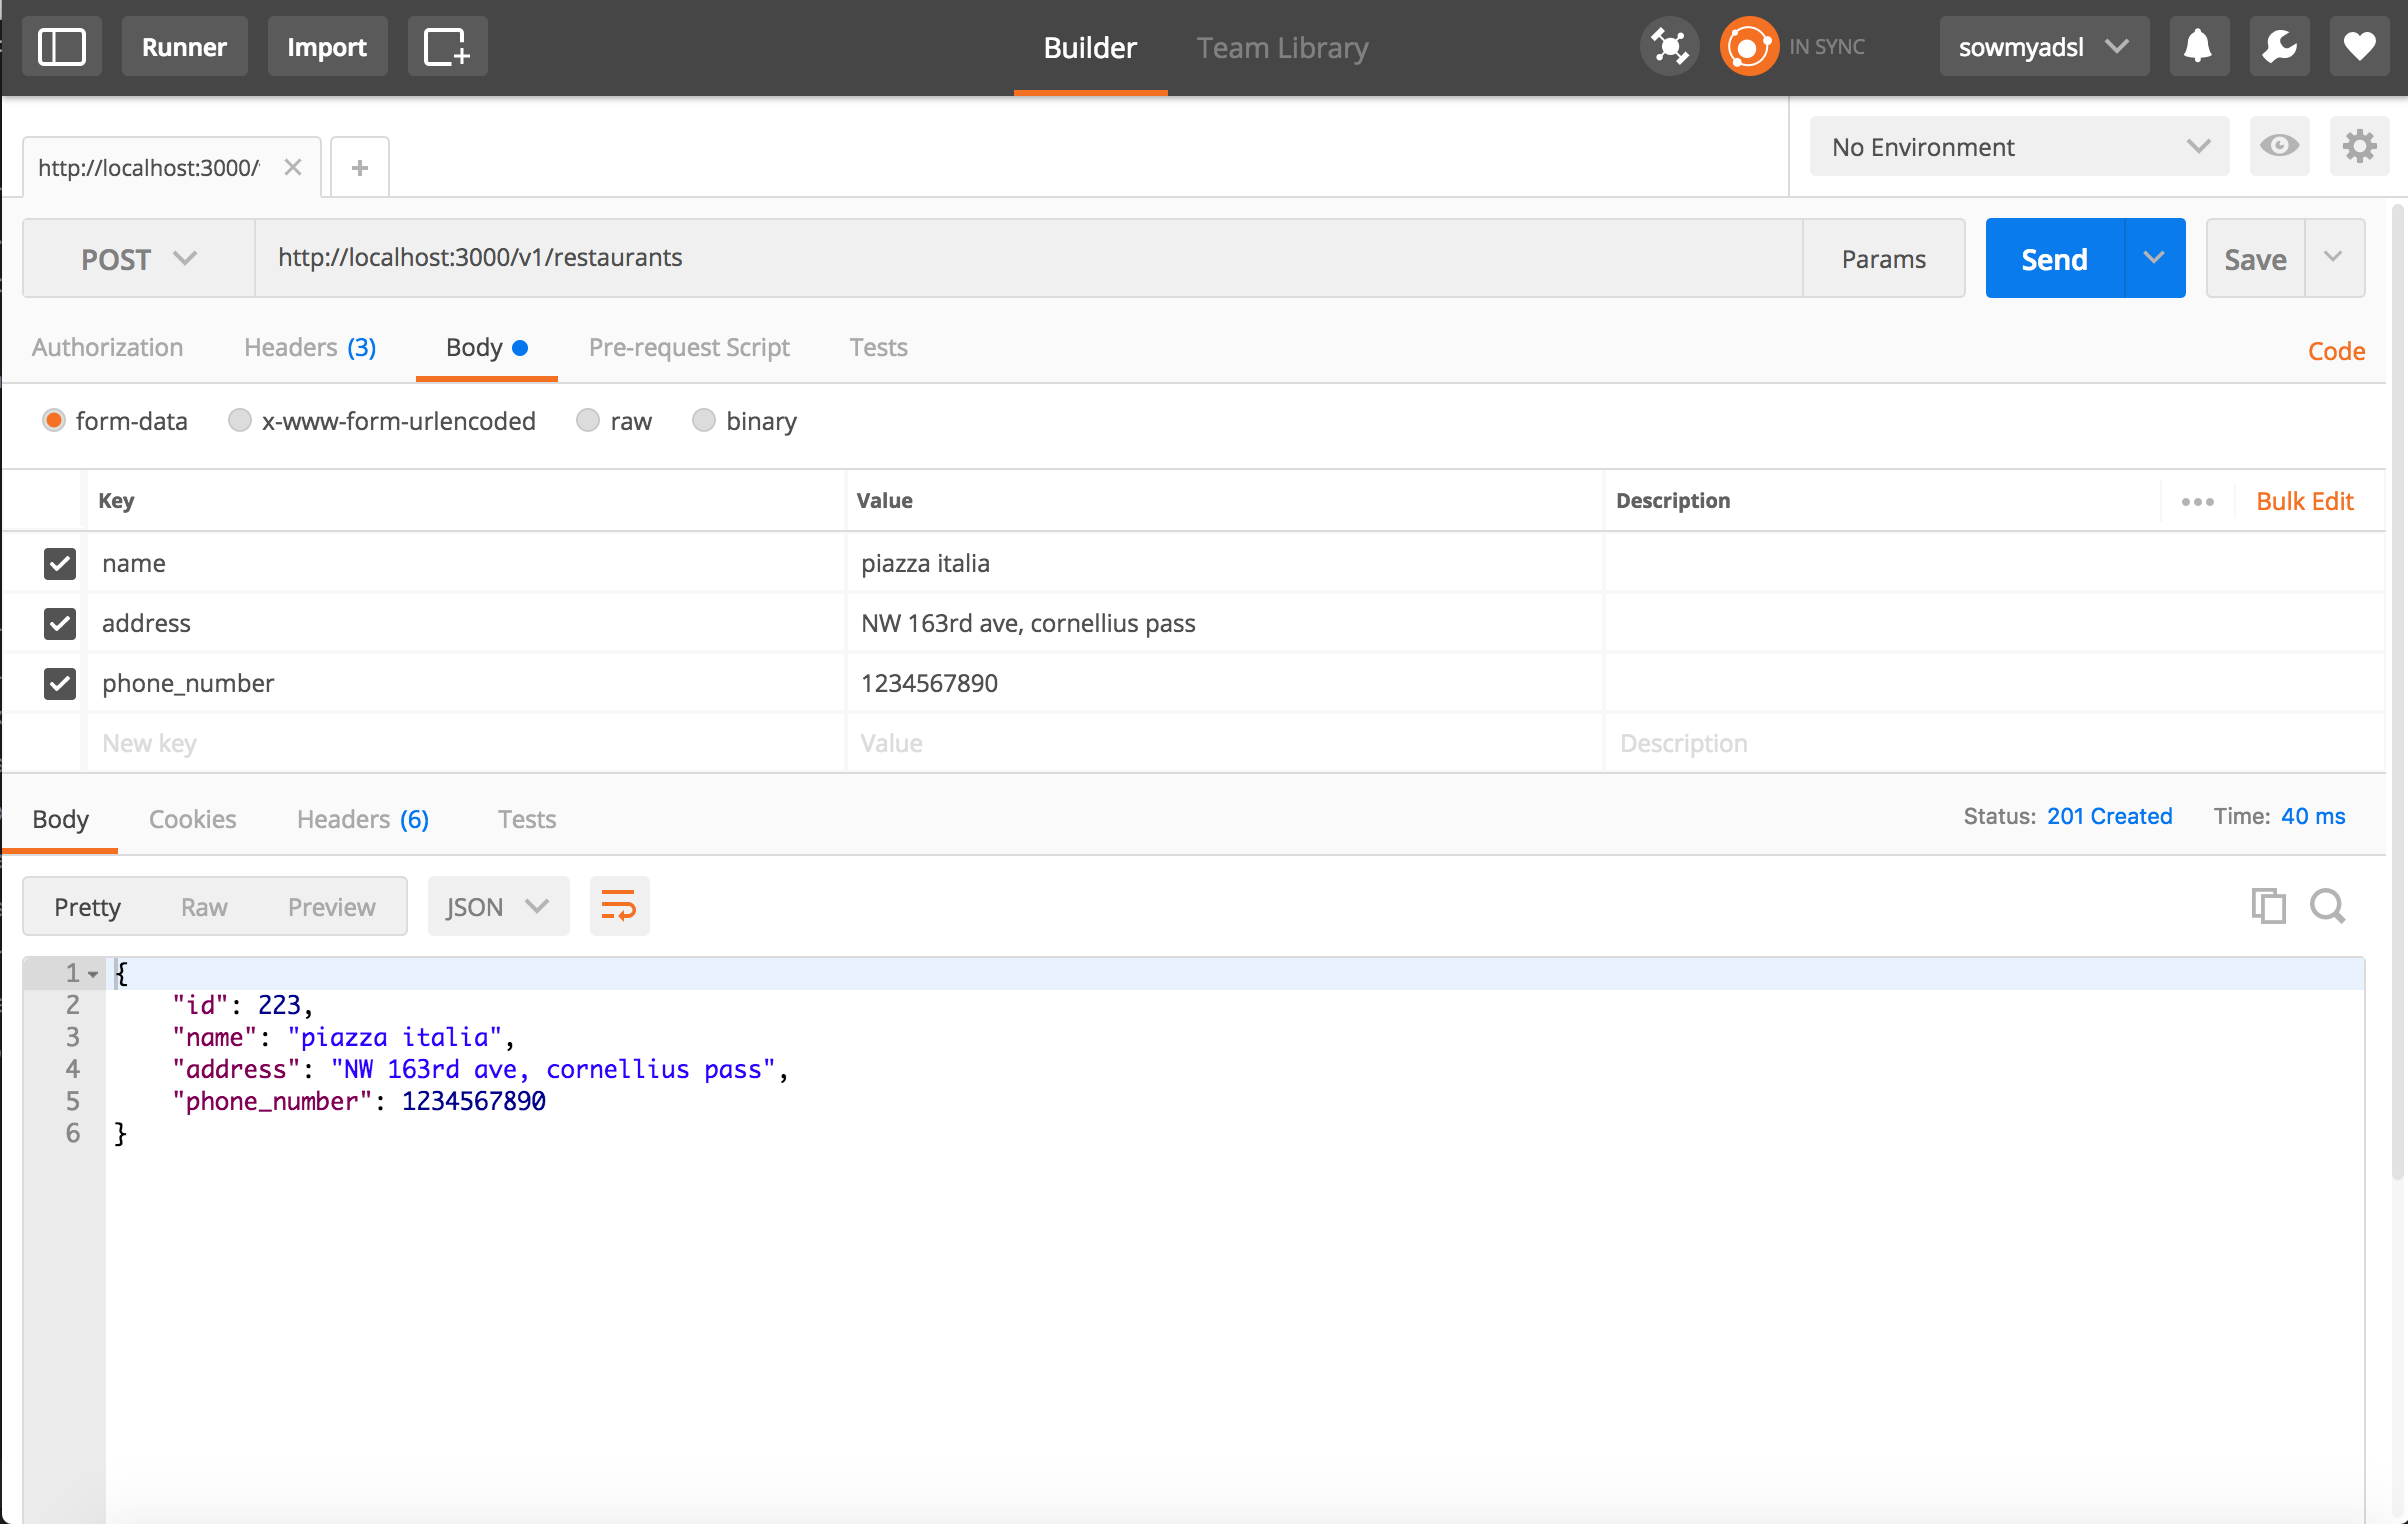 Runner Import Builder Team Library IN SYNC sowmyadsl
http://localhost:3000/ No Environment
POST http://localhost:3000/v1/restaurants Params Send Save
Authorization Headers (3) Body Pre-request Script Tests Code
form-data x-www-form-urlencoded raw binary
Key Value Description Bulk Edit
name piazza italia
address NW 163rd ave, cornellius pass
phone_number 1234567890
New key Value Description
Body Cookies Headers (6) Tests Status: 201 Created Time: 40 ms
Pretty Raw Preview JSON
1 {
2 "id": 223,
3 "name": "piazza italia",
4 "address": "NW 163rd ave, cornellius pass",
5 "phone_number": 1234567890
6 }